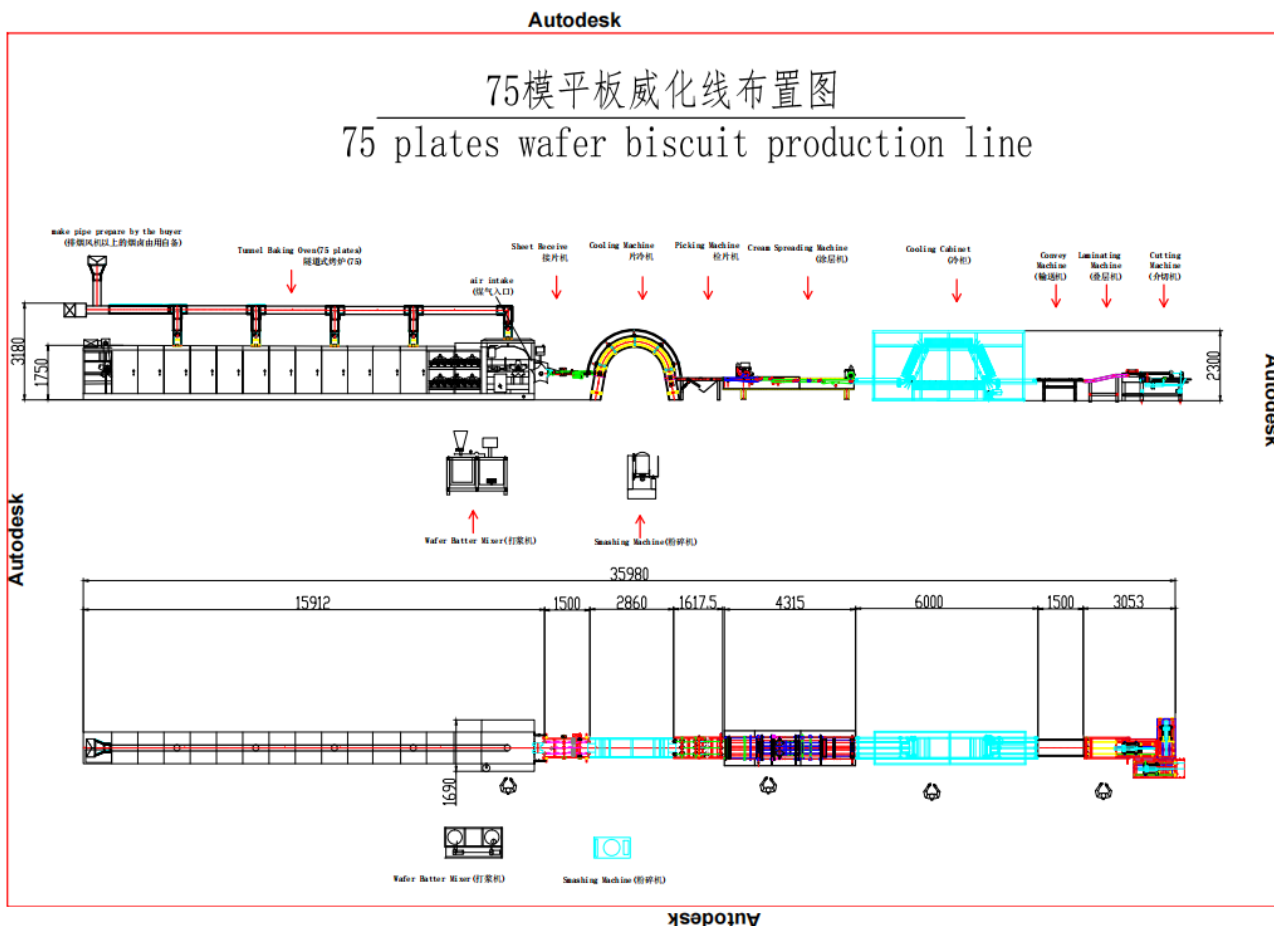 Autodesk
75模平板威化线布置图
75 plates wafer biscuit production line
make pipe prepare by the buyer
(排烟风机以上的烟卤由用自备)
Tunnel Baking Oven(75 plates)
隧道式烤炉(75)
Sheet Receive
接片机
Cooling Machine
片冷机
Picking Machine
检片机
Cream Spreading Machine
(涂层机)
Cooling Cabinet
(冷柜)
Convey
Machine
(输送机)
Laminating
Machine
(叠层机)
Cutting
Machine
(介切机)
air intake
(煤气入口)
3180
1750
2300
Autodesk
Autodesk
Wafer Batter Mixer(打浆机)
Smashing Machine(粉碎机)
35980
15912
1500
2860
1617.5
4315
6000
1500
3053
1690
Wafer Batter Mixer(打浆机)
Smashing Machine(粉碎机)
Autodesk